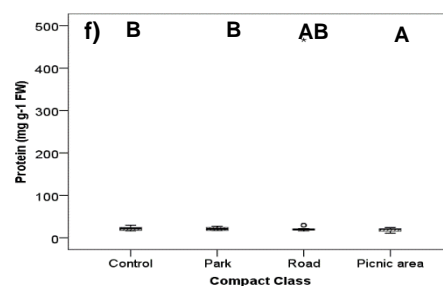 f) B B AB A
500
400
300
200
100
0
Protein (mg g-1 FW)
Control Park Road Picnic area
Compact Class